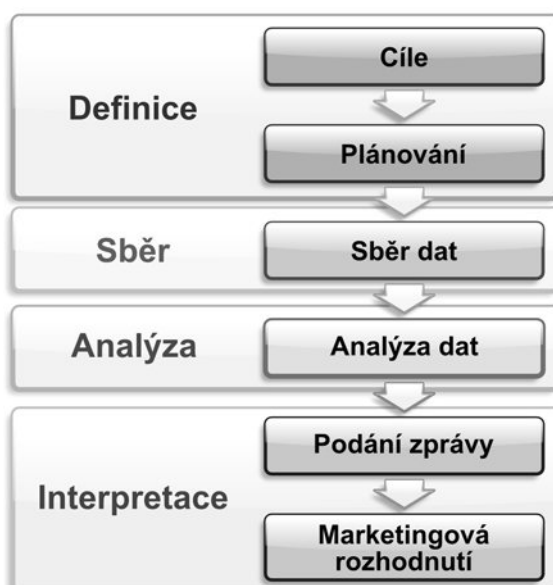 Definice
Cíle
Plánování
Sběr
Sběr dat
Analýza
Analýza dat
Interpretace
Podání zprávy
Marketingová
rozhodnutí